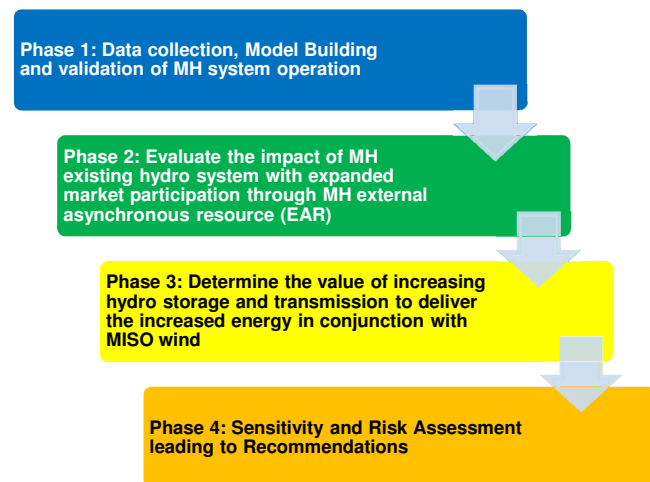 Phase 1: Data collection, Model Building
and validation of MH system operation
Phase 2: Evaluate the impact of MH
existing hydro system with expanded
market participation through MH external
asynchronous resource (EAR)
Phase 3: Determine the value of increasing
hydro storage and transmission to deliver
the increased energy in conjunction with
MISO wind
Phase 4: Sensitivity and Risk Assessment
leading to Recommendations